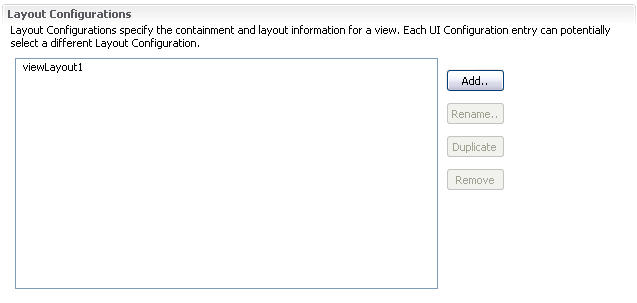 Layout Configurations
Layout Configurations specify the containment and layout information for a view. Each UI Configuration entry can potentially
select a different Layout Configuration.
viewLayout1
Add..
Rename..
Duplicate
Remove